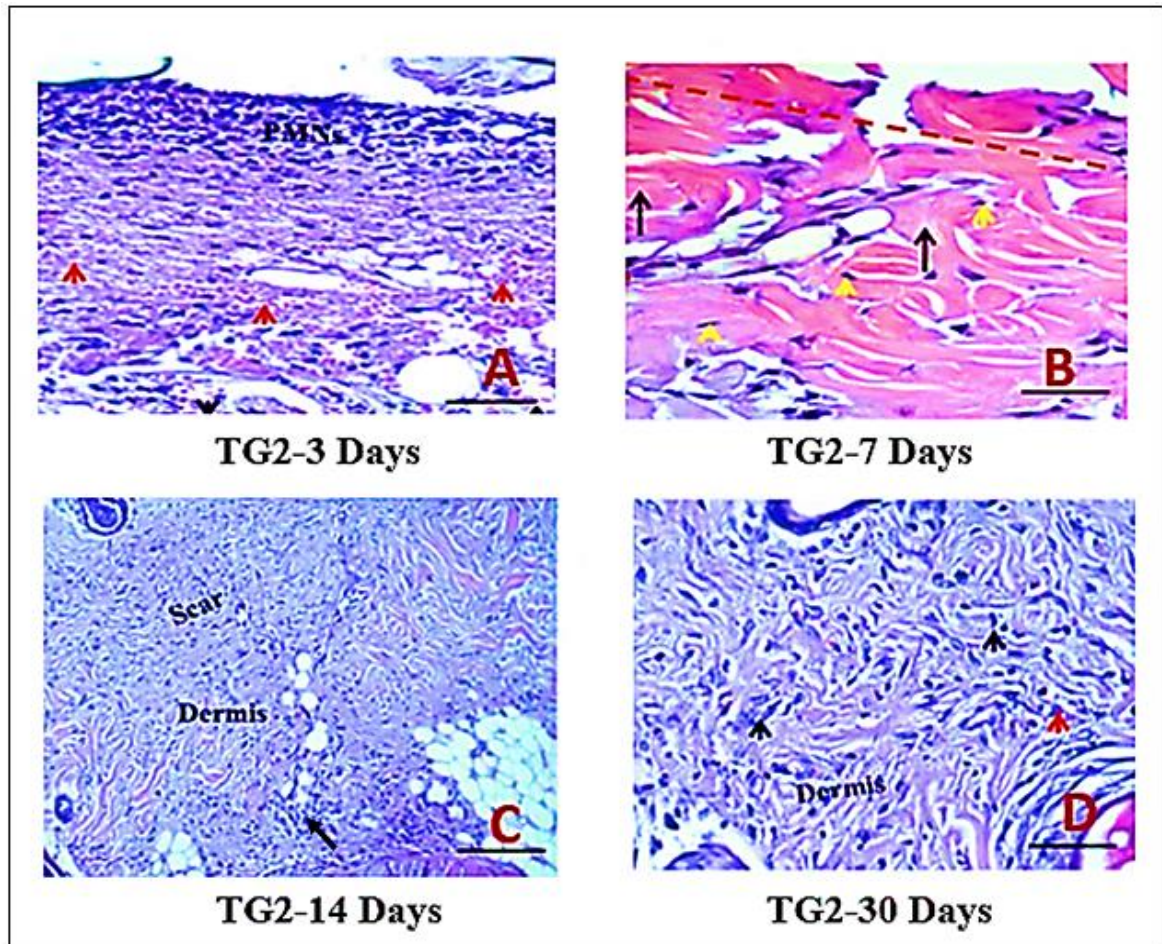 PMNs
A
B
TG2-3 Days
TG2-7 Days
Scar
Dermis
C
Dermis
D
TG2-14 Days
TG2-30 Days